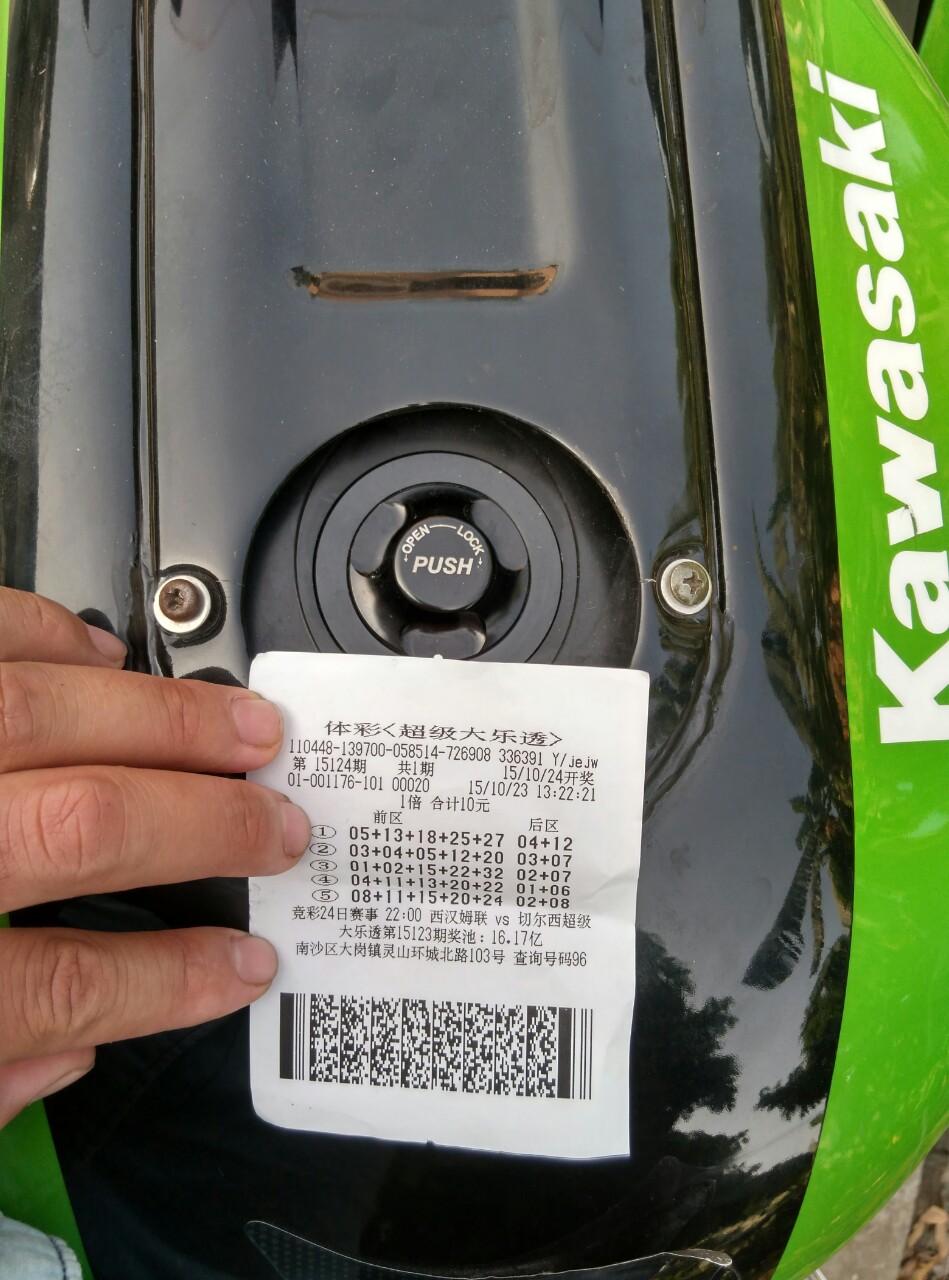 Kawasaki
OPEN LOCK
PUSH
体彩<超级大乐透>
110448-139700-058514-726908 336391 Y/jejw
第 15124期 共1期 15/10/24开奖
01-001176-101 00020 15/10/23 13:22:21
1倍 合计10元
前区 后区
① 05+13+18+25+27 04+12
② 03+04+05+12+20 03+07
③ 01+02+15+22+32 02+07
④ 04+11+13+20+22 01+06
⑤ 08+11+15+20+24 02+08
竞彩24日赛事 22:00 西汉姆联 vs 切尔西超级
大乐透第15123期奖池：16.17亿
南沙区大岗镇灵山环城北路103号 查询号码96